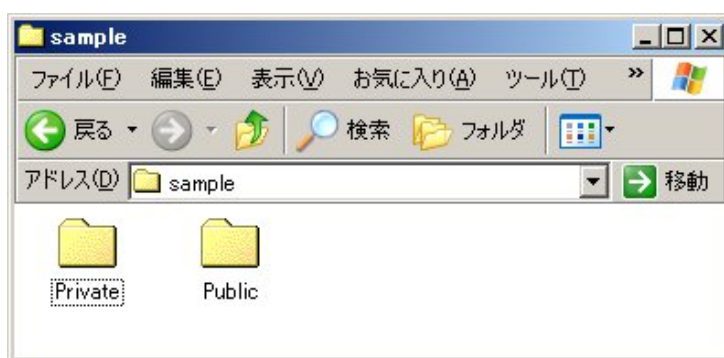 sample
ファイル(F) 編集(E) 表示(V) お気に入り(A) ツール(T) »
戻る 検索 フォルダ
アドレス(D) sample 移動
Private Public